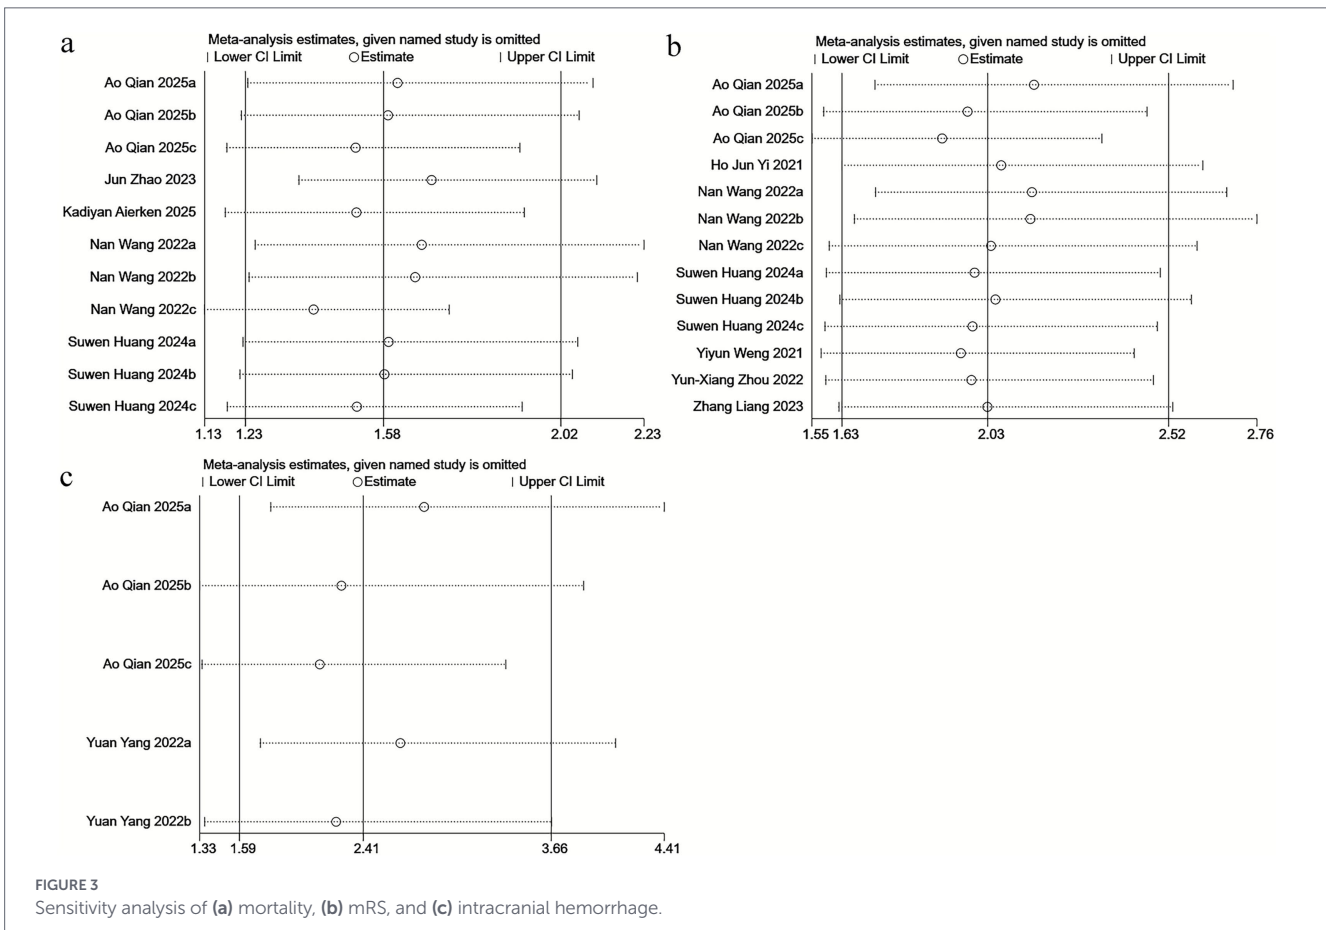 a
Meta-analysis estimates, given named study is omitted
| Lower CI Limit ○Estimate | Upper CI Limit
Ao Qian 2025a
Ao Qian 2025b
Ao Qian 2025c
Jun Zhao 2023
Kadiyan Aierken 2025
Nan Wang 2022a
Nan Wang 2022b
Nan Wang 2022c
Suwen Huang 2024a
Suwen Huang 2024b
Suwen Huang 2024c
1.13 1.23 1.58 2.02 2.23
b
Meta-analysis estimates, given named study is omitted
| Lower CI Limit ○Estimate | Upper CI Limit
Ao Qian 2025a
Ao Qian 2025b
Ao Qian 2025c
Ho Jun Yi 2021
Nan Wang 2022a
Nan Wang 2022b
Nan Wang 2022c
Suwen Huang 2024a
Suwen Huang 2024b
Suwen Huang 2024c
Yiyun Weng 2021
Yun-Xiang Zhou 2022
Zhang Liang 2023
1.55 1.63 2.03 2.52 2.76
c
Meta-analysis estimates, given named study is omitted
| Lower CI Limit ○Estimate | Upper CI Limit
Ao Qian 2025a
Ao Qian 2025b
Ao Qian 2025c
Yuan Yang 2022a
Yuan Yang 2022b
1.33 1.59 2.41 3.66 4.41
FIGURE 3
Sensitivity analysis of (a) mortality, (b) mRS, and (c) intracranial hemorrhage.